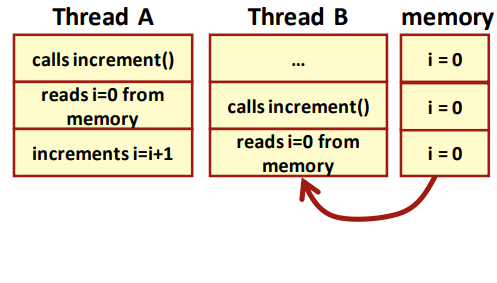 Thread A Thread B memory
calls increment() ... i = 0
reads i=0 from
memory
calls increment() i = 0
increments i=i+1
reads i=0 from
memory
i = 0